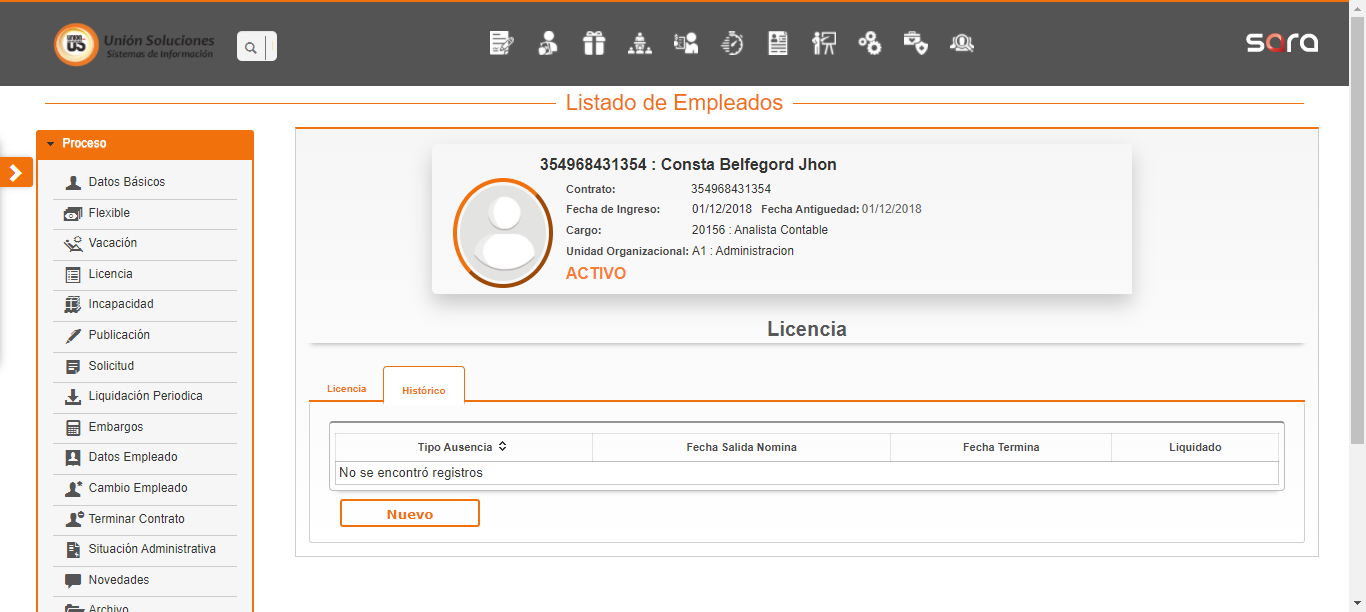 Unión Soluciones
Sistemas de Información
sara
Listado de Empleados
Proceso
Datos Básicos
Flexible
Vacación
Licencia
Incapacidad
Publicación
Solicitud
Liquidación Periodica
Embargos
Datos Empleado
Cambio Empleado
Terminar Contrato
Situación Administrativa
Novedades
Archivo
354968431354 : Consta Belfegord Jhon
Contrato: 354968431354
Fecha de Ingreso: 01/12/2018 Fecha Antiguedad: 01/12/2018
Cargo: 20156 : Analista Contable
Unidad Organizacional: A1 : Administracion
ACTIVO
Licencia
Licencia Histórico
Tipo Ausencia Fecha Salida Nomina Fecha Termina Liquidado
No se encontró registros
Nuevo